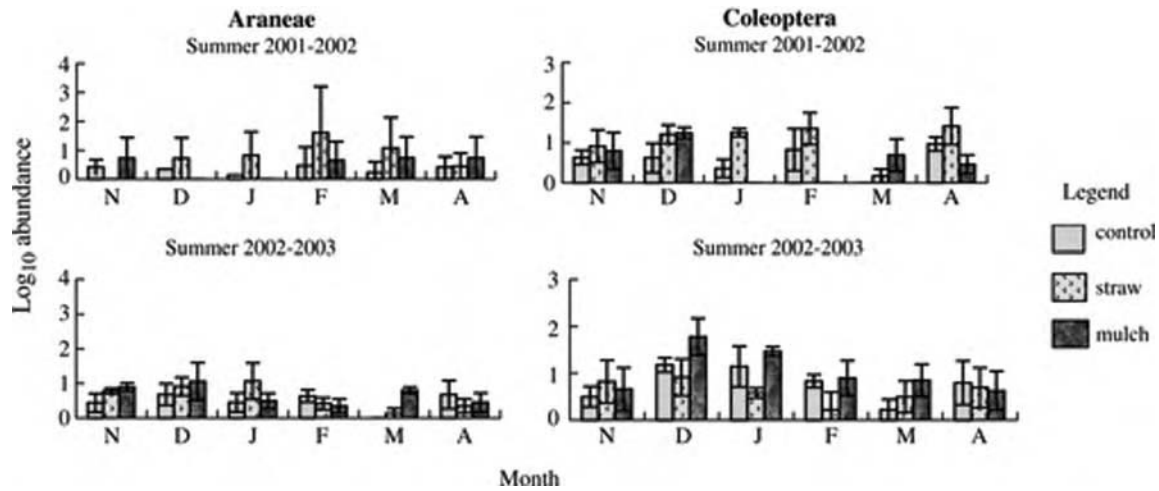 Araneae
Summer 2001-2002
4
3
2
1
0
N D J F M A
Coleoptera
Summer 2001-2002
3
2
1
0
N D J F M A
Log10 abundance
Summer 2002-2003
4
3
2
1
0
N D J F M A
Summer 2002-2003
3
2
1
0
N D J F M A
Month
Legend
control
straw
mulch